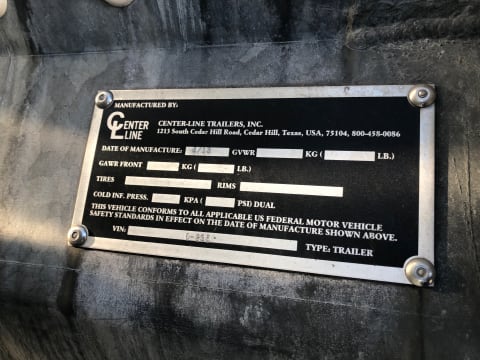 MANUFACTURED BY:
CENTER LINE
CENTER-LINE TRAILERS, INC.
1213 South Cedar Hill Road, Cedar Hill, Texas, USA, 75104, 800-458-0086
DATE OF MANUFACTURE: GVWR KG ( LB.)
GAWR FRONT KG ( LB.)
TIRES RIMS
COLD INF. PRESS. KPA ( PSI) DUAL
THIS VEHICLE CONFORMS TO ALL APPLICABLE US FEDERAL MOTOR VEHICLE
SAFETY STANDARDS IN EFFECT ON THE DATE OF MANUFACTURE SHOWN ABOVE.
VIN: TYPE: TRAILER